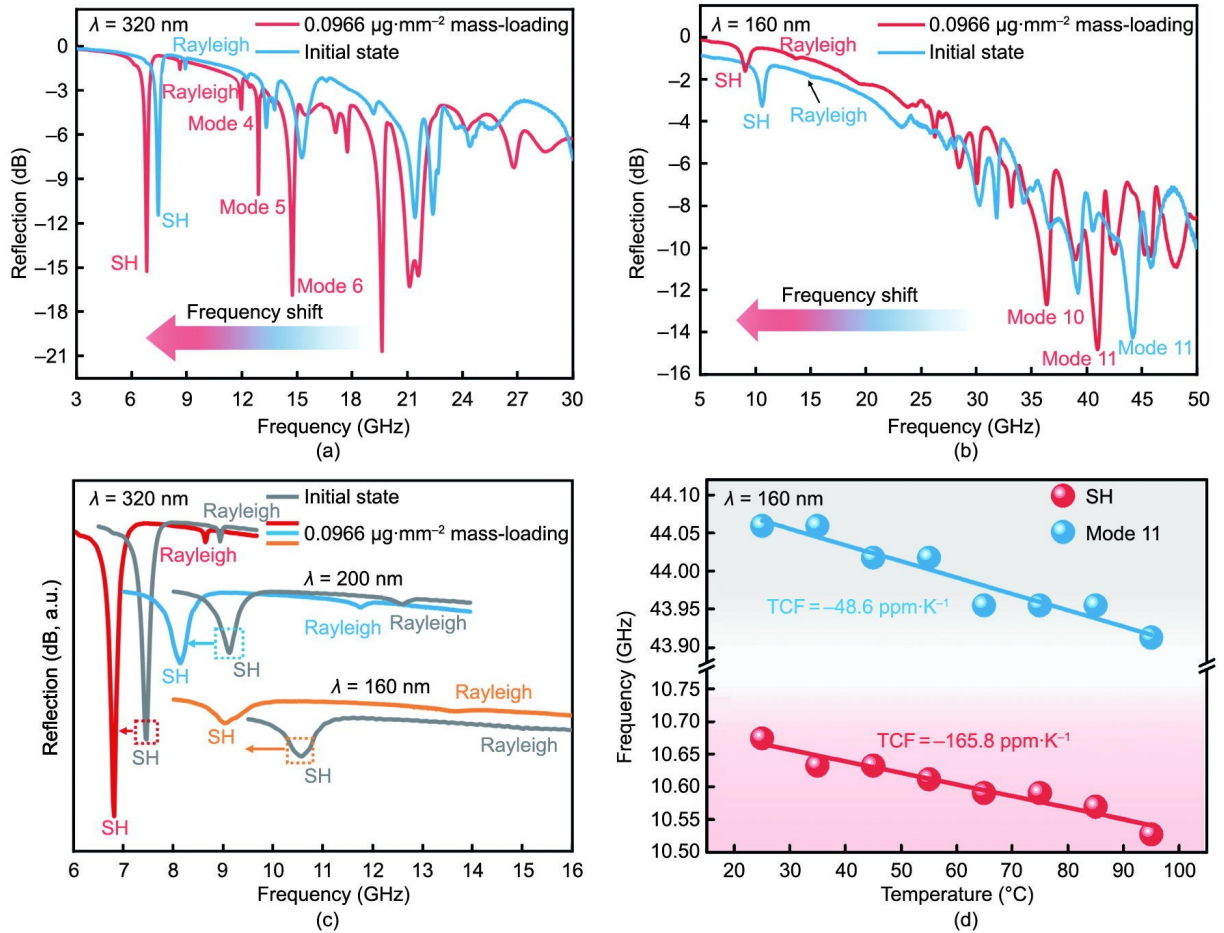 λ = 320 nm
0.0966 μg·mm⁻² mass-loading
Initial state
Rayleigh
Rayleigh
Mode 4
Mode 5
Mode 6
SH
SH
Frequency shift
Reflection (dB)
0
−3
−6
−9
−12
−15
−18
−21
3 6 9 12 15 18 21 24 27 30
Frequency (GHz)
(a)
λ = 160 nm
0.0966 μg·mm⁻² mass-loading
Initial state
Rayleigh
SH
SH
Rayleigh
Frequency shift
Mode 10
Mode 11
Mode 11
Reflection (dB)
0
−2
−4
−6
−8
−10
−12
−14
−16
5 10 15 20 25 30 35 40 45 50
Frequency (GHz)
(b)
λ = 320 nm
Initial state
0.0966 μg·mm⁻² mass-loading
Rayleigh
Rayleigh
λ = 200 nm
Rayleigh
Rayleigh
SH
SH
λ = 160 nm
Rayleigh
SH
Rayleigh
SH
SH
SH
Reflection (dB, a.u.)
6 7 8 9 10 11 12 13 14 15 16
Frequency (GHz)
(c)
λ = 160 nm
SH
Mode 11
TCF = −48.6 ppm·K⁻¹
TCF = −165.8 ppm·K⁻¹
Frequency (GHz)
44.10
44.05
44.00
43.95
43.90
10.75
10.70
10.65
10.60
10.55
10.50
20 30 40 50 60 70 80 90 100
Temperature (°C)
(d)